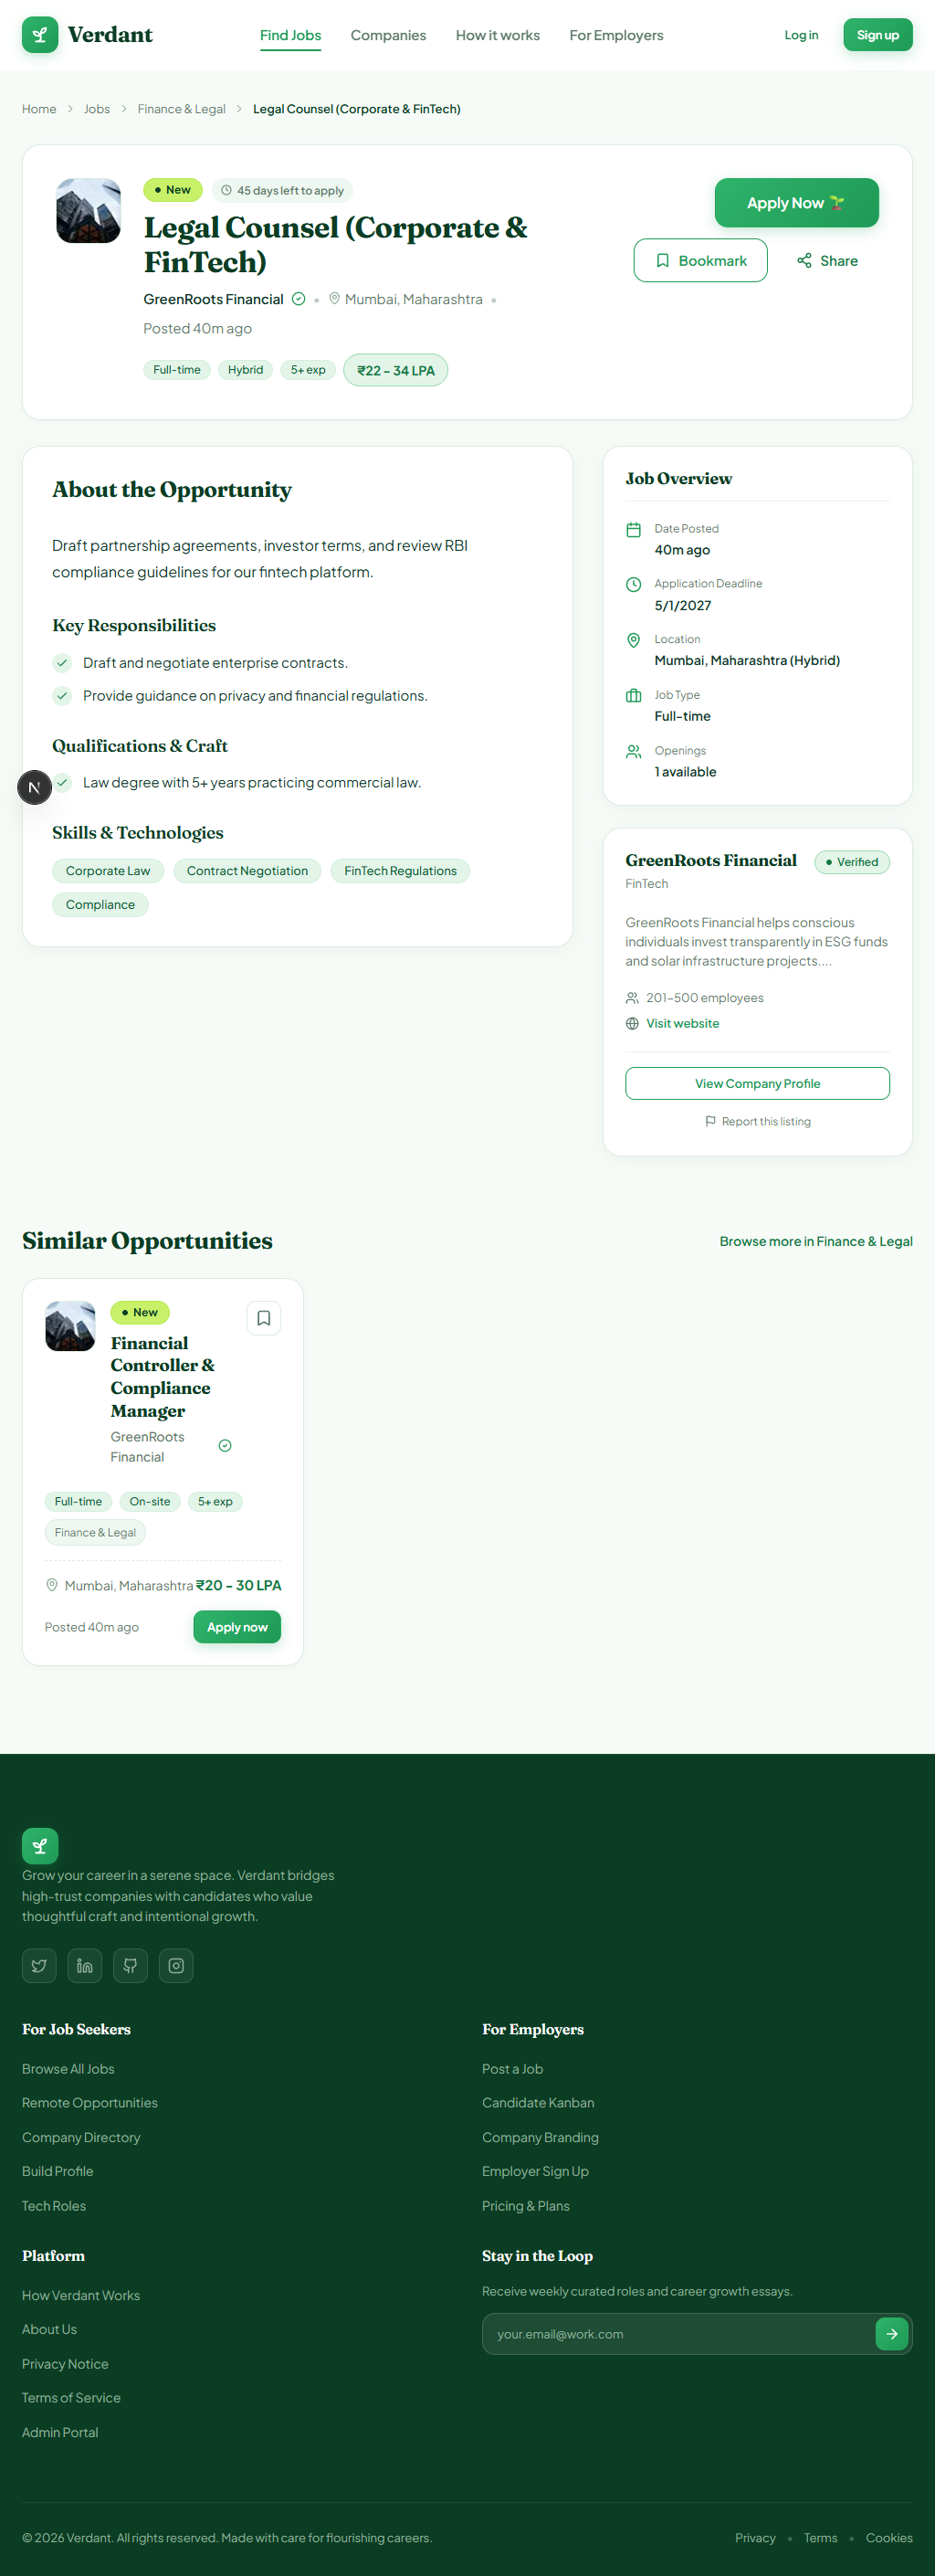 Verdant
Find Jobs
Companies
How it works
For Employers
Log in
Sign up
Home > Jobs > Finance & Legal > Legal Counsel (Corporate & FinTech)
New
45 days left to apply
Legal Counsel (Corporate &
FinTech)
GreenRoots Financial
Mumbai, Maharashtra
Posted 40m ago
Full-time
Hybrid
5+ exp
₹22 - 34 LPA
Apply Now
Bookmark
Share
About the Opportunity
Draft partnership agreements, investor terms, and review RBI
compliance guidelines for our fintech platform.
Key Responsibilities
Draft and negotiate enterprise contracts.
Provide guidance on privacy and financial regulations.
Qualifications & Craft
N
Law degree with 5+ years practicing commercial law.
Skills & Technologies
Corporate Law
Contract Negotiation
FinTech Regulations
Compliance
Job Overview
Date Posted
40m ago
Application Deadline
5/1/2027
Location
Mumbai, Maharashtra (Hybrid)
Job Type
Full-time
Openings
1 available
GreenRoots Financial
Verified
FinTech
GreenRoots Financial helps conscious
individuals invest transparently in ESG funds
and solar infrastructure projects....
201–500 employees
Visit website
View Company Profile
Report this listing
Similar Opportunities
Browse more in Finance & Legal
New
Financial
Controller &
Compliance
Manager
GreenRoots
Financial
Full-time
On-site
5+ exp
Finance & Legal
Mumbai, Maharashtra
₹20 - 30 LPA
Posted 40m ago
Apply now
Grow your career in a serene space. Verdant bridges
high-trust companies with candidates who value
thoughtful craft and intentional growth.
For Job Seekers
Browse All Jobs
Remote Opportunities
Company Directory
Build Profile
Tech Roles
For Employers
Post a Job
Candidate Kanban
Company Branding
Employer Sign Up
Pricing & Plans
Platform
How Verdant Works
About Us
Privacy Notice
Terms of Service
Admin Portal
Stay in the Loop
Receive weekly curated roles and career growth essays.
your.email@work.com
© 2026 Verdant. All rights reserved. Made with care for flourishing careers.
Privacy • Terms • Cookies